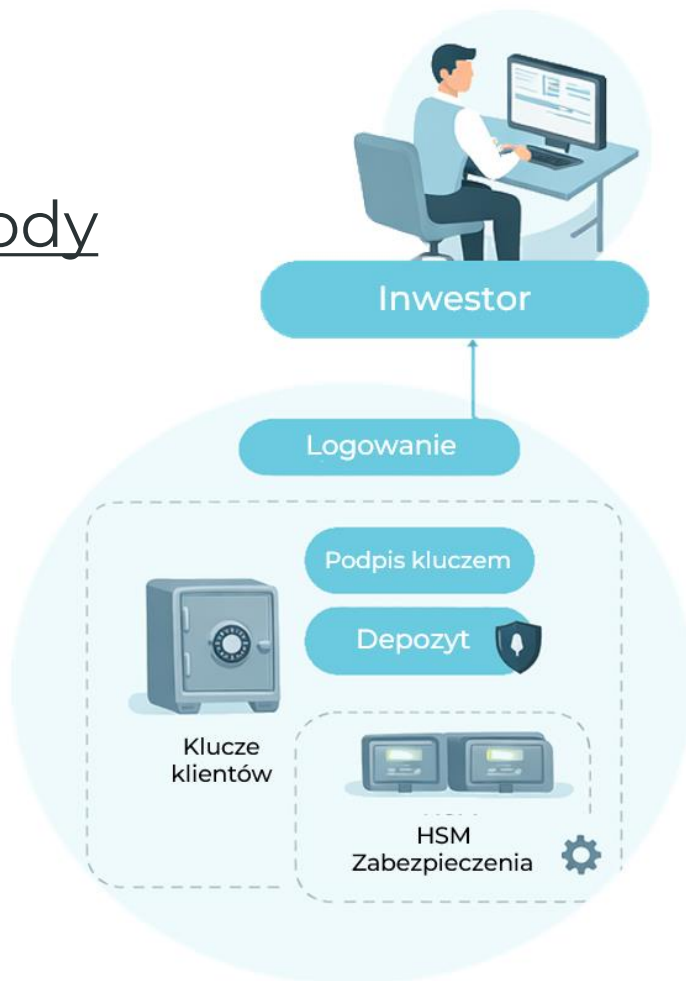 ody
Inwestor
Logowanie
Podpis kluczem
Depozyt
Klucze
klientów
HSM
Zabezpieczenia